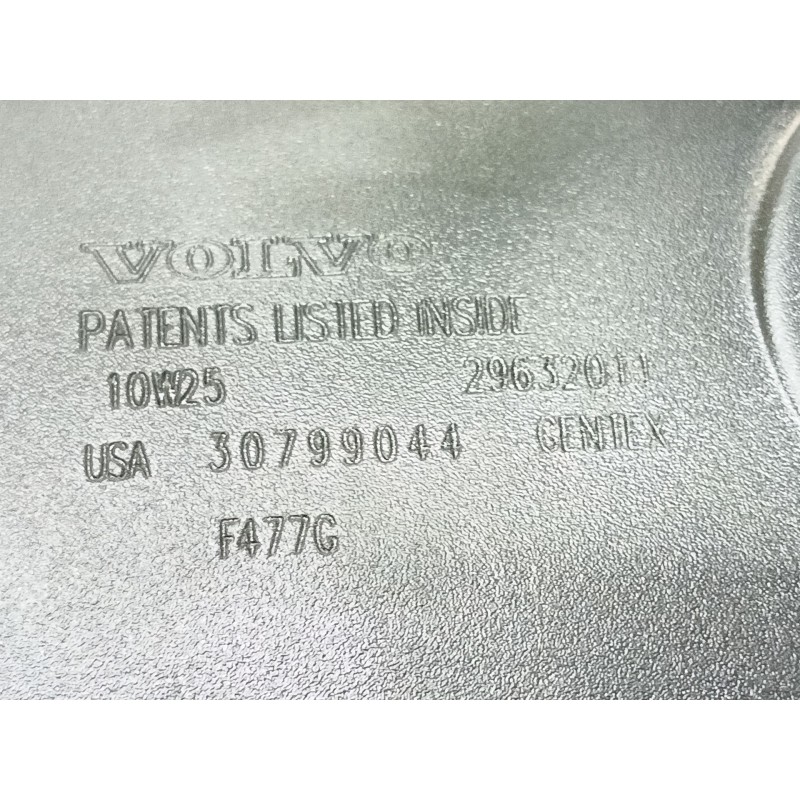 VOLVO
PATENTS LISTED INSIDE
10W25 29632011
USA 30799044 GENTEX
F477G